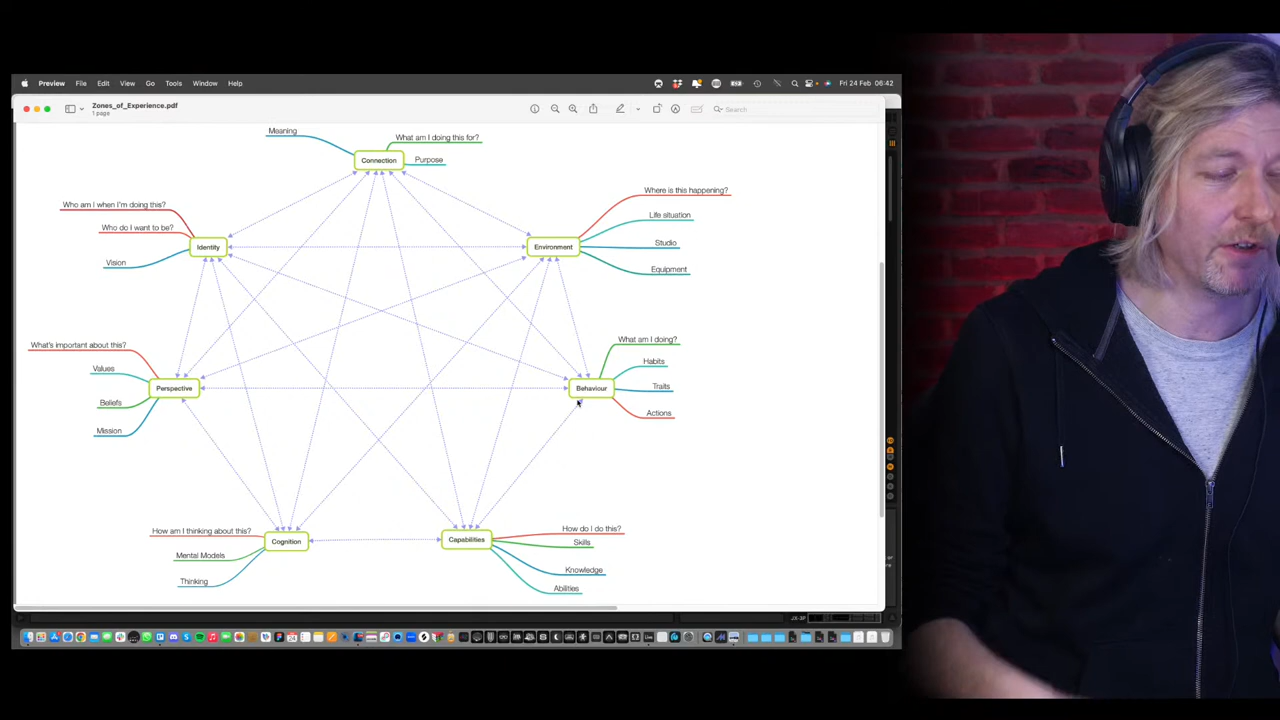 Preview File Edit View Go Tools Window Help
Fri 24 Feb 06:42
Zones_of_Experience.pdf
1 page
Search
Meaning
What am I doing this for?
Connection
Purpose
Who am I when I'm doing this?
Who do I want to be?
Identity
Vision
Where is this happening?
Life situation
Environment
Studio
Equipment
What's important about this?
Values
Perspective
Beliefs
Mission
What am I doing?
Habits
Behaviour
Traits
Actions
How am I thinking about this?
Cognition
Mental Models
Thinking
How do I do this?
Capabilities
Skills
Knowledge
Abilities
JX-3P